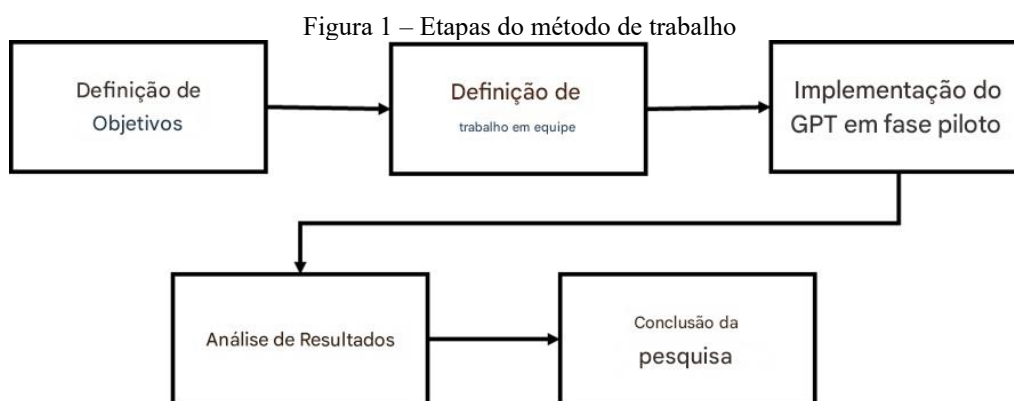 Figura 1 – Etapas do método de trabalho
Definição de
Objetivos
Definição de
trabalho em equipe
Implementação do
GPT em fase piloto
Análise de Resultados
Conclusão da
pesquisa